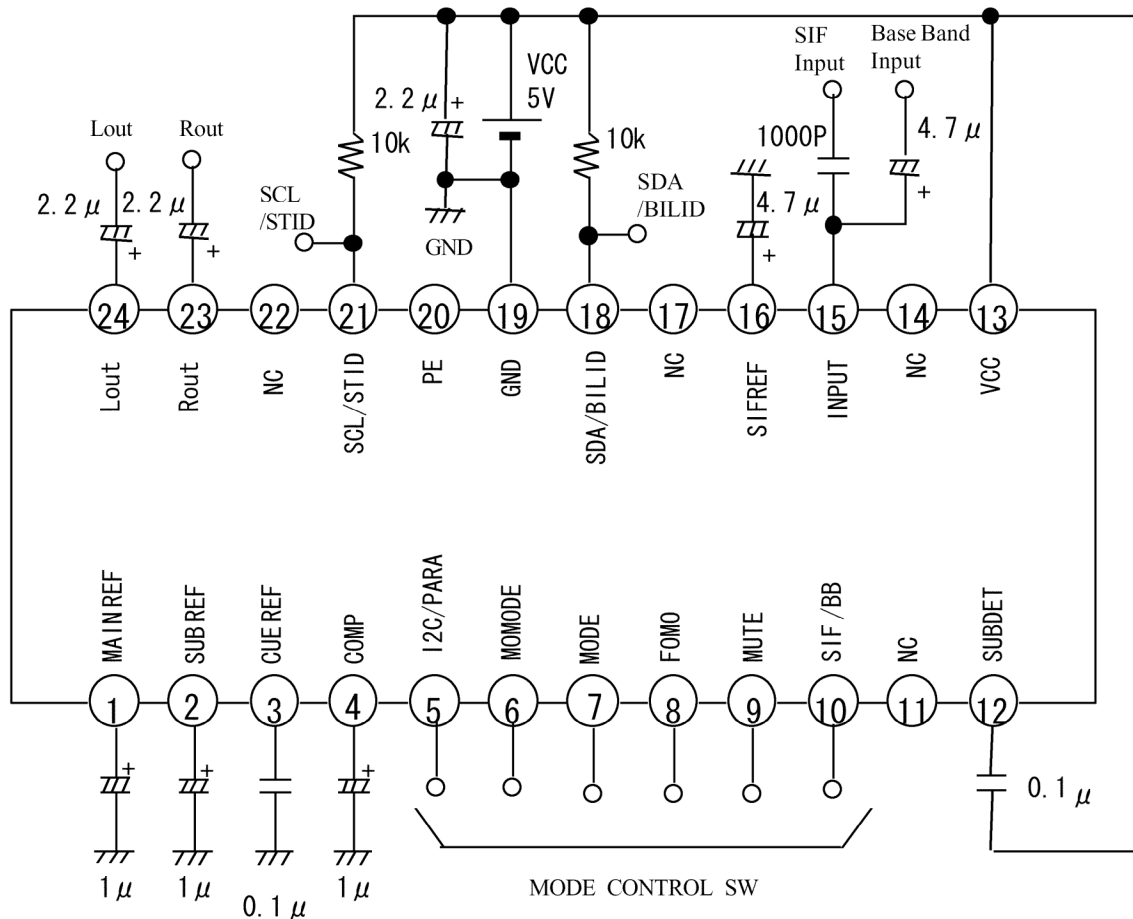 SIF
Input
Base Band
Input
VCC
5V
2.2μ +
10k
10k
1000P
4.7μ
+
Lout
Rout
2.2μ
+
2.2μ
+
SCL
/STID
GND
SDA
/BILID
4.7μ
+
24
23
22
21
20
19
18
17
16
15
14
13
Lout
Rout
NC
SCL/STID
PE
GND
SDA/BILID
NC
SIFREF
INPUT
NC
VCC
MAINREF
SUBREF
CUEREF
COMP
I2C/PARA
MOMODE
MODE
FOMO
MUTE
SIF/BB
NC
SUBDET
1
2
3
4
5
6
7
8
9
10
11
12
+
+
+
0.1μ
1μ
1μ
0.1μ
1μ
MODE CONTROL SW